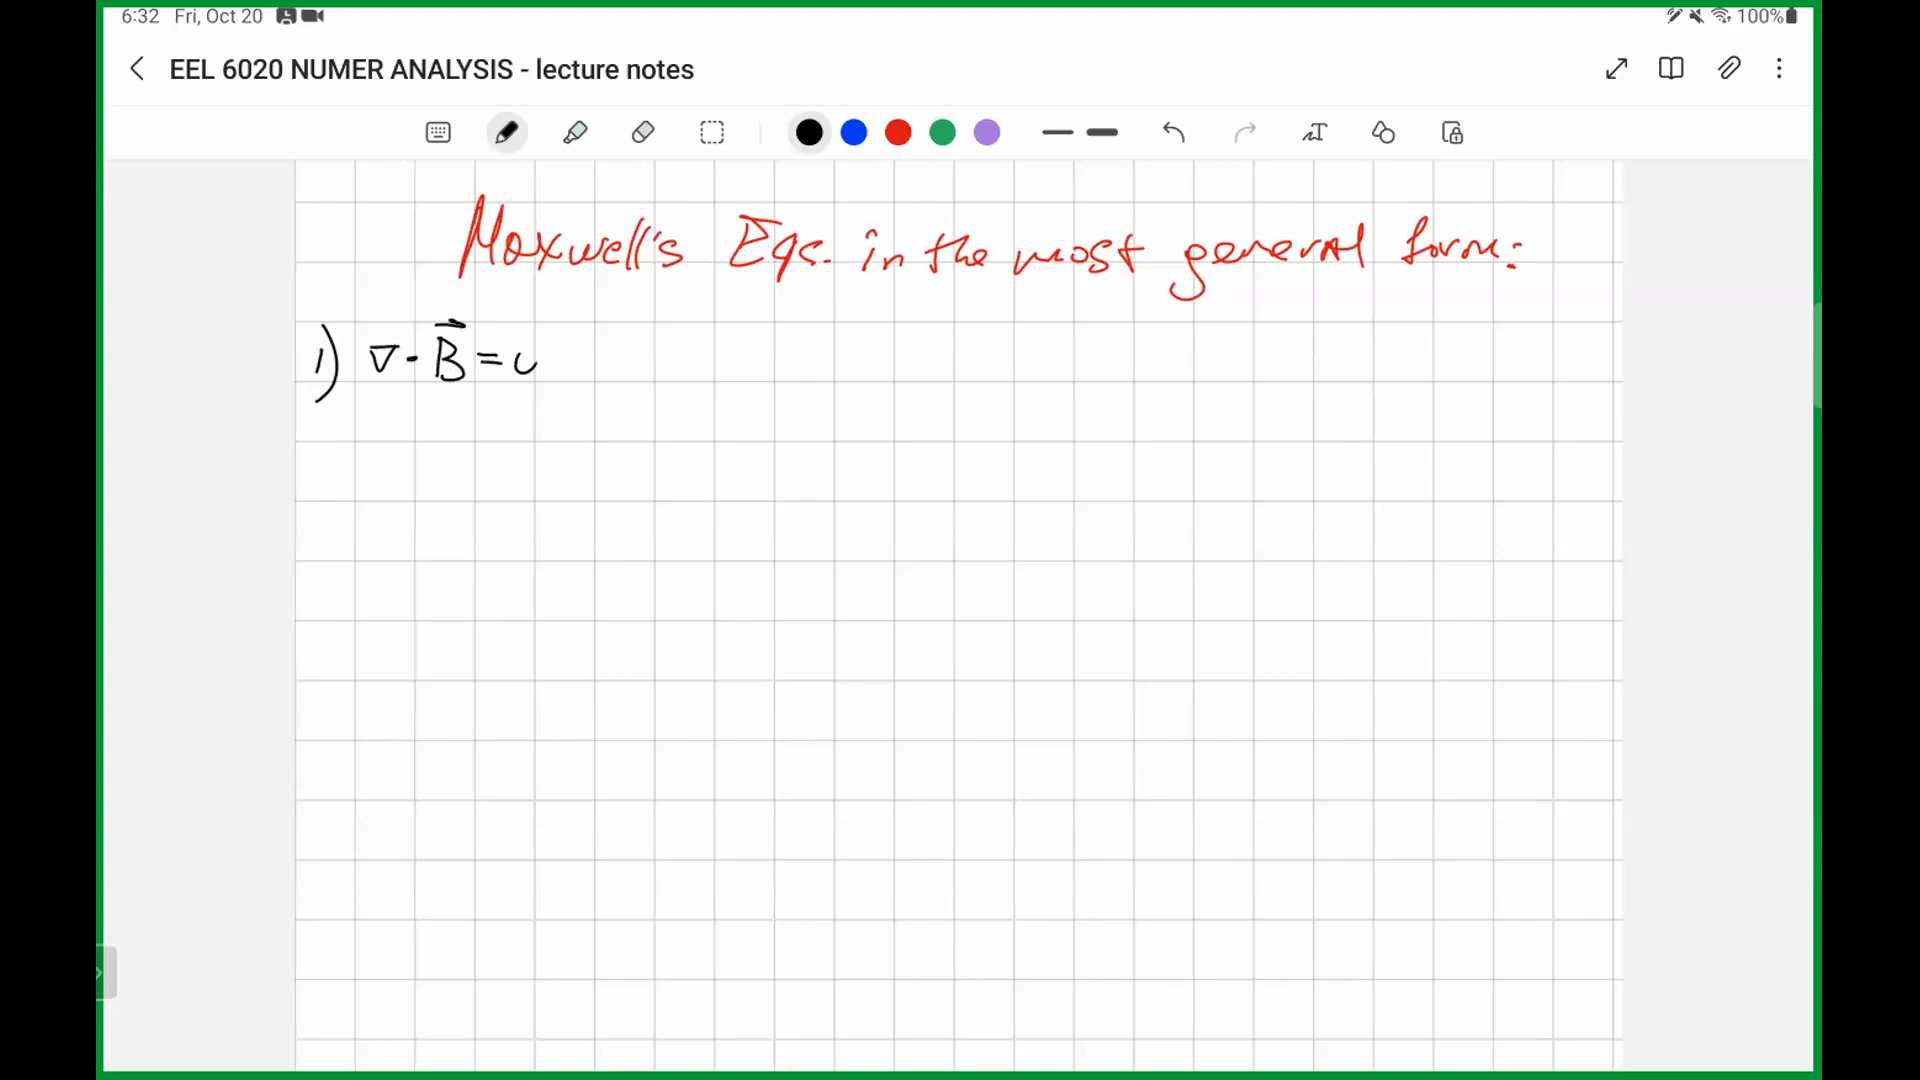 6:32 Fri, Oct 20 100%
EEL 6020 NUMER ANALYSIS - lecture notes
Maxwell's Eqs. in the most general form:
1) ∇ · B⃗ =